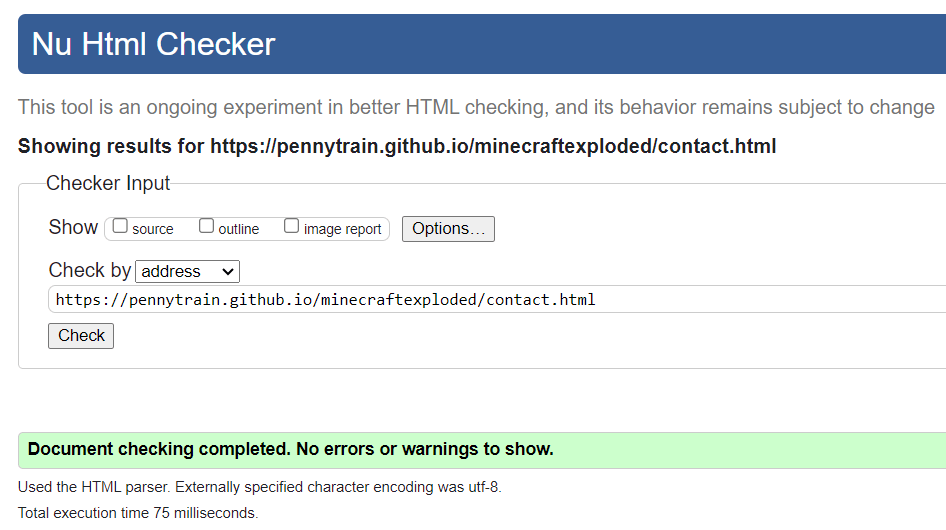 Nu Html Checker
This tool is an ongoing experiment in better HTML checking, and its behavior remains subject to change
Showing results for https://pennytrain.github.io/minecraftexploded/contact.html
Checker Input
Show source outline image report Options...
Check by address
https://pennytrain.github.io/minecraftexploded/contact.html
Check
Document checking completed. No errors or warnings to show.
Used the HTML parser. Externally specified character encoding was utf-8.
Total execution time 75 milliseconds.